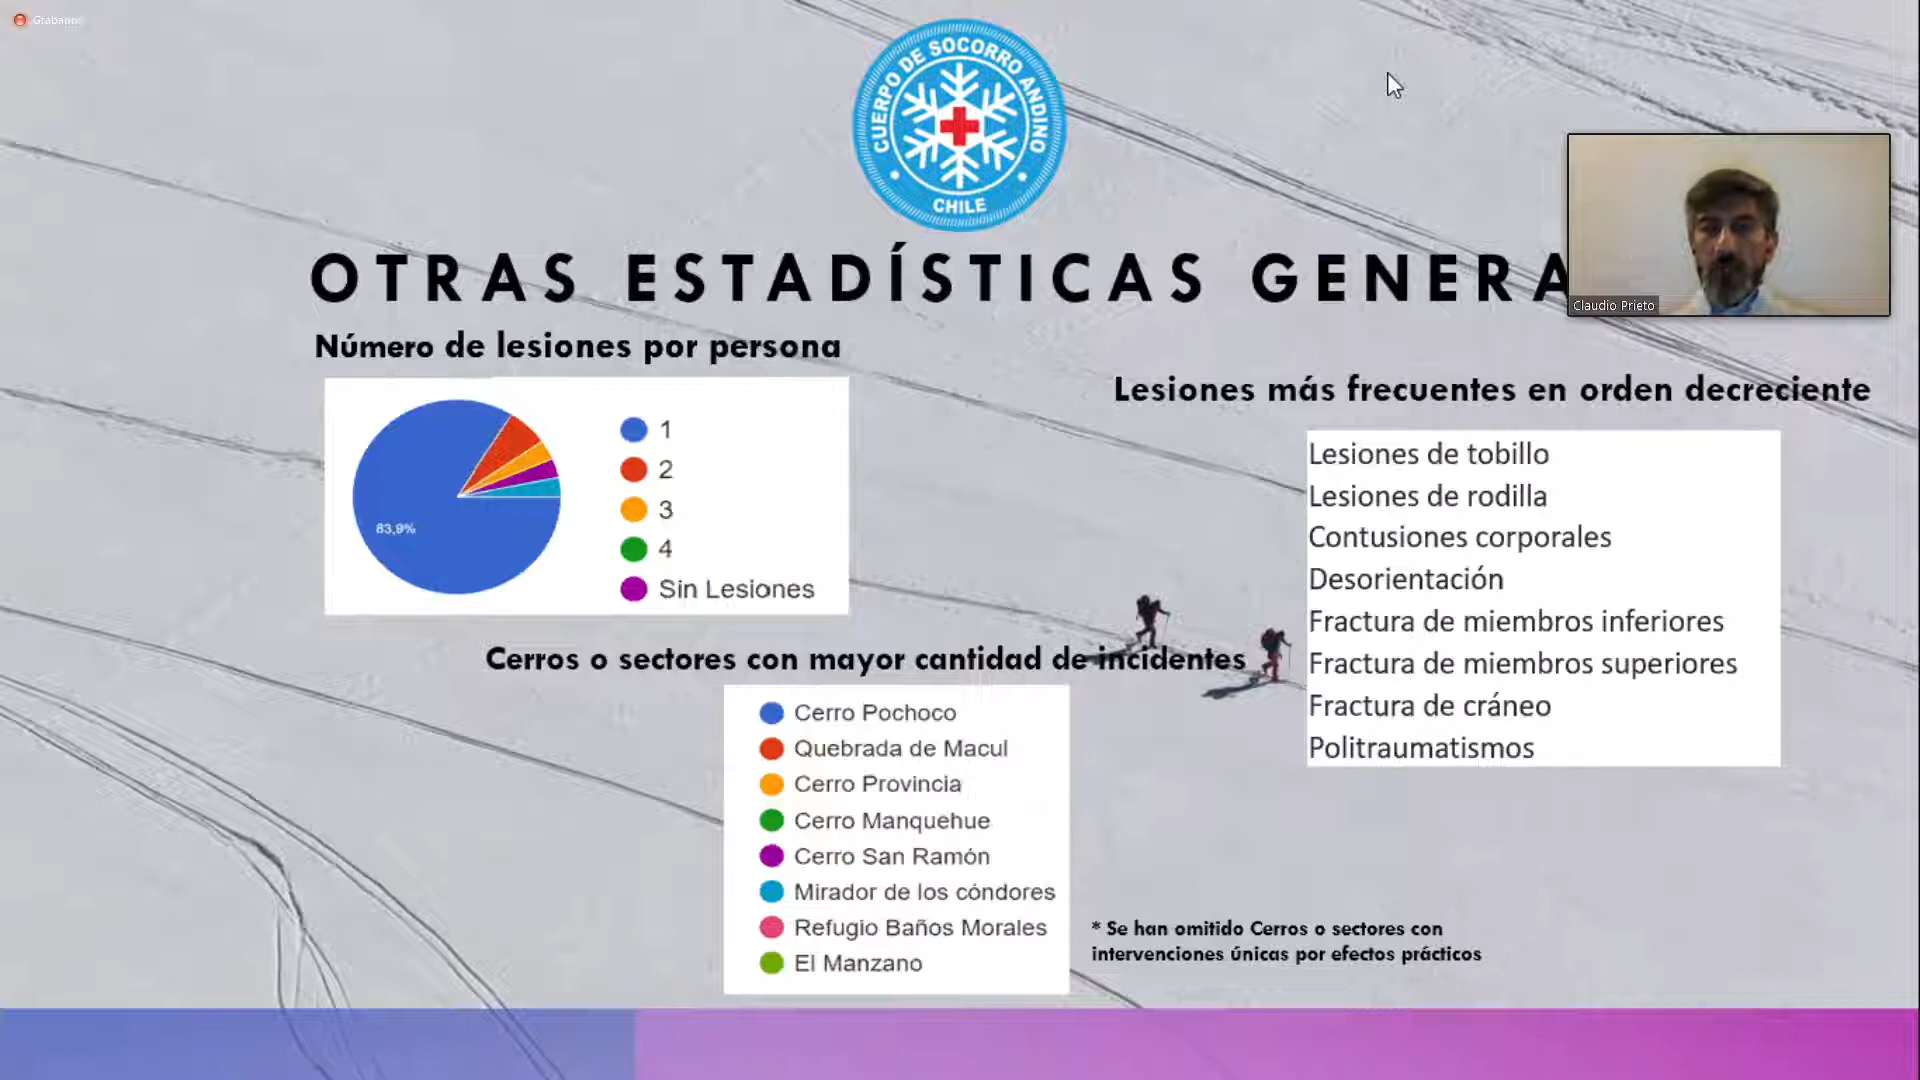 Grabando
CUERPO DE SOCORRO ANDINO
CHILE
OTRAS ESTADÍSTICAS GENERA
Claudio Prieto
Número de lesiones por persona
83,9%
1
2
3
4
Sin Lesiones
Lesiones más frecuentes en orden decreciente
Lesiones de tobillo
Lesiones de rodilla
Contusiones corporales
Desorientación
Fractura de miembros inferiores
Fractura de miembros superiores
Fractura de cráneo
Politraumatismos
Cerros o sectores con mayor cantidad de incidentes
Cerro Pochoco
Quebrada de Macul
Cerro Provincia
Cerro Manquehue
Cerro San Ramón
Mirador de los cóndores
Refugio Baños Morales
El Manzano
* Se han omitido Cerros o sectores con
intervenciones únicas por efectos prácticos